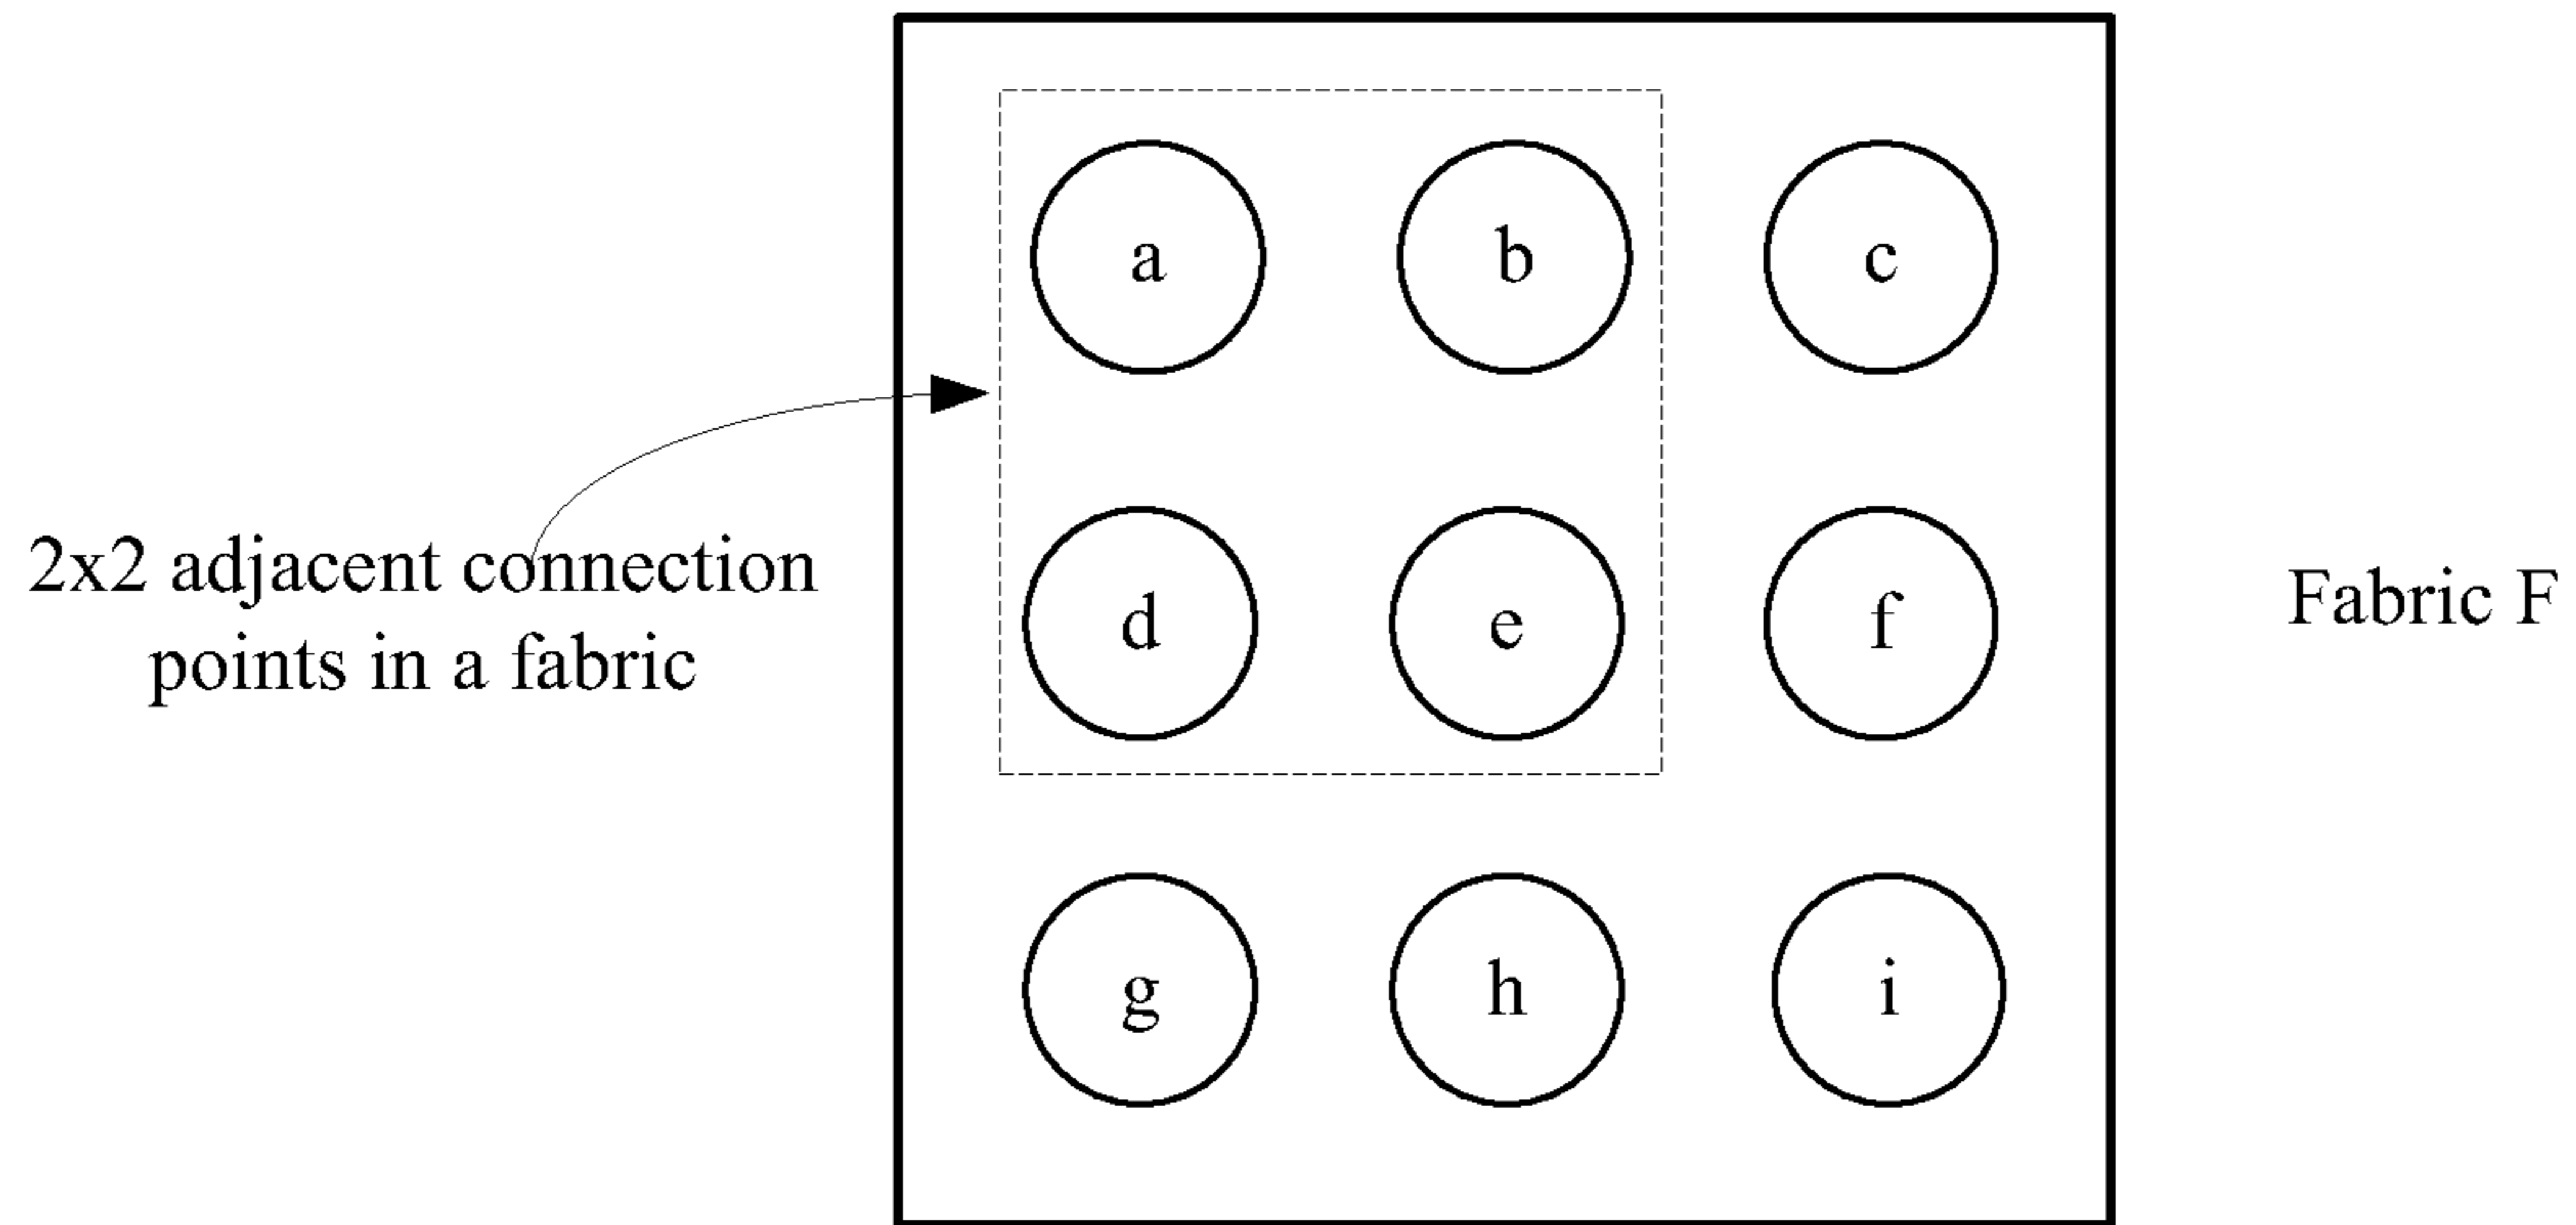 a b c
2x2 adjacent connection
points in a fabric
d e f
Fabric F
g h i